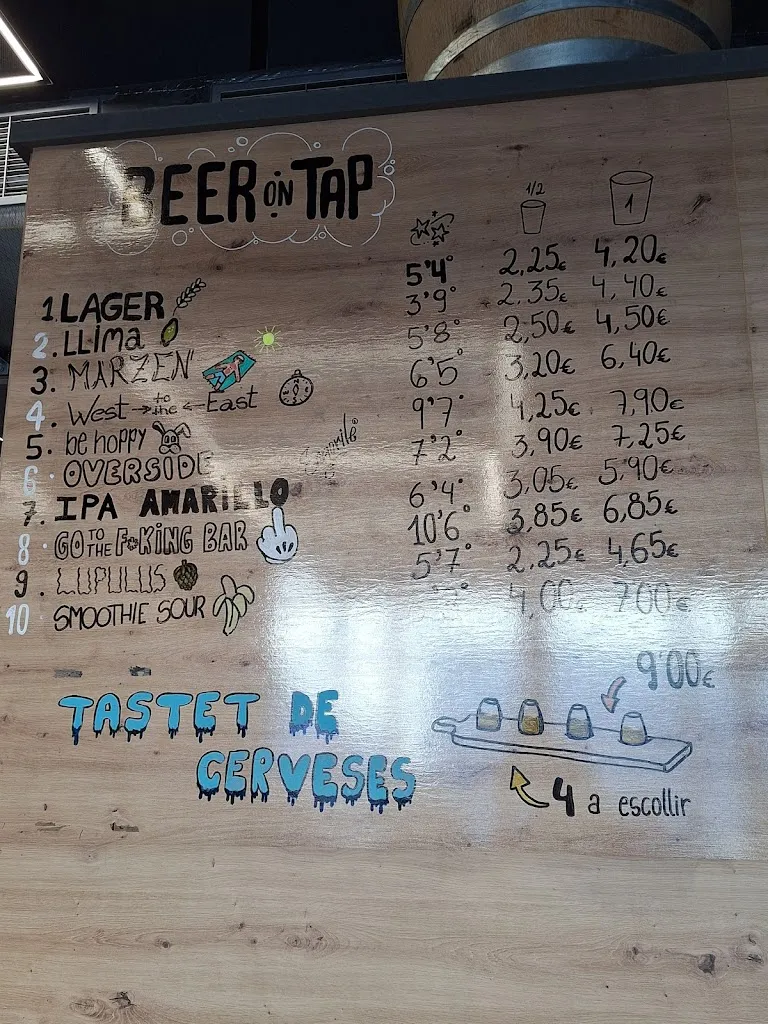 BEER ON TAP
1/2 1
1. LAGER 5'4° 2,25€ 4,20€
2. LLima 3'9° 2.35€ 4,40€
3. MARZEN' 5'8° 2,50€ 4,50€
4. West to the East 6'5° 3,20€ 6,40€
5. be hoppy 9'7° 4,25€ 7,90€
6. OVERSIDE 7'2° 3,90€ 7,25€
7. IPA AMARILLO 6'4° 3,05€ 5,90€
8. GO TO THE F*KING BAR 10'6° 3,85€ 6,85€
9. LUPULUS 5'7° 2,25€ 4,65€
10. SMOOTHIE SOUR 4,00€ 7,00€
TASTET DE
CERVESES
9'00€
4 a escollir